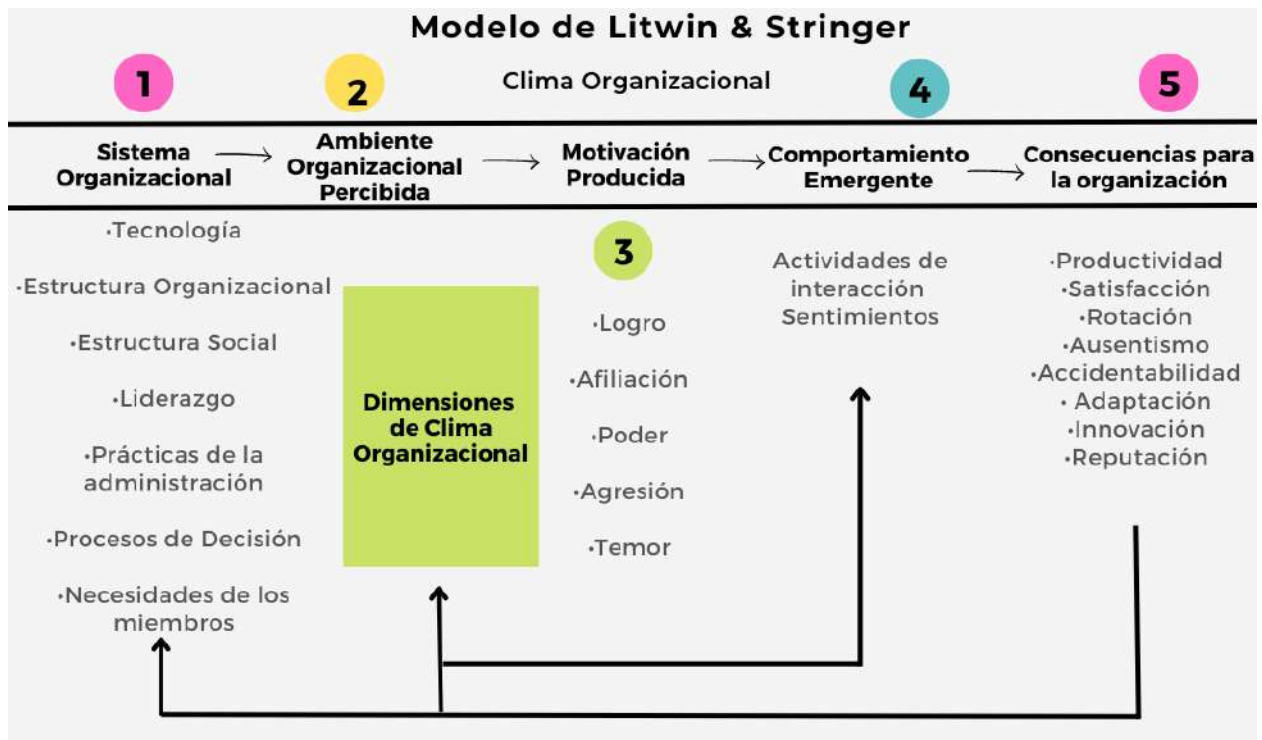 Modelo de Litwin & Stringer
Clima Organizacional
1
2
4
5
Sistema
Organizacional
Ambiente
Organizacional
Percibida
Motivación
Producida
Comportamiento
Emergente
Consecuencias para
la organización
·Tecnología
·Estructura Organizacional
·Estructura Social
·Liderazgo
·Prácticas de la
administración
·Procesos de Decisión
·Necesidades de los
miembros
Dimensiones
de Clima
Organizacional
3
·Logro
·Afiliación
·Poder
·Agresión
·Temor
Actividades de
interacción
Sentimientos
·Productividad
·Satisfacción
·Rotación
·Ausentismo
·Accidentabilidad
· Adaptación
·Innovación
·Reputación